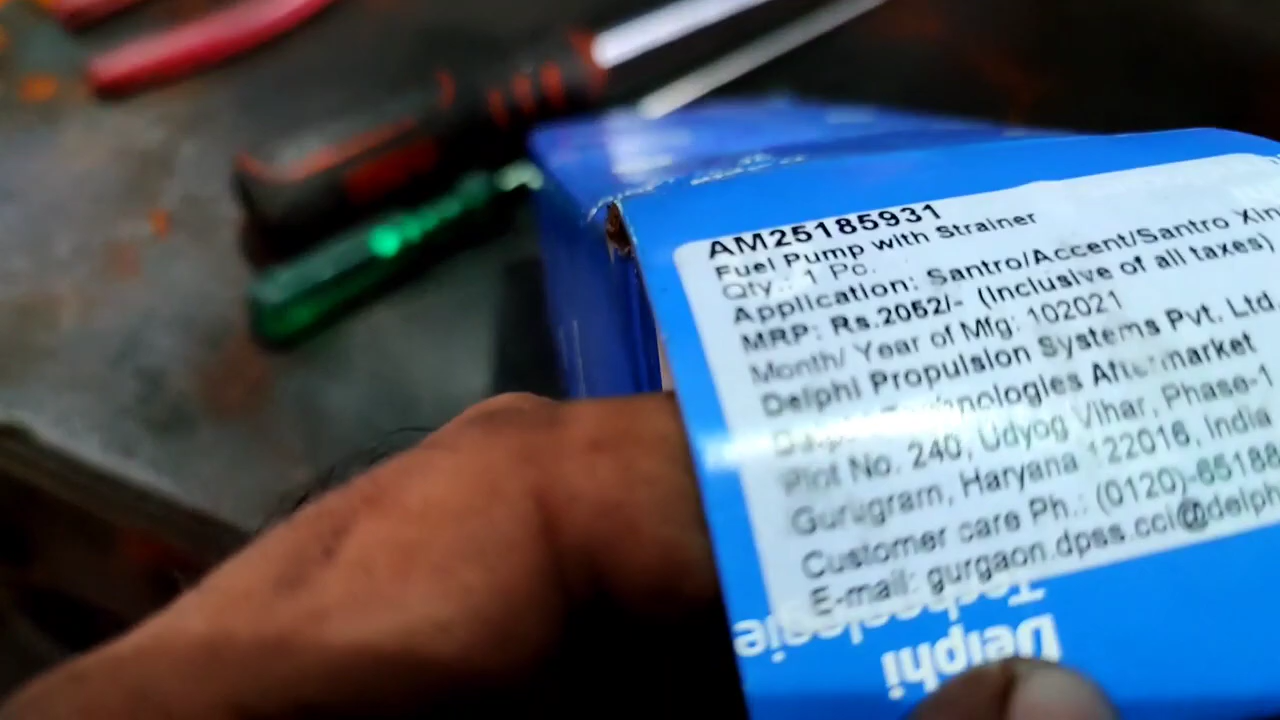 AM25185931
Fuel Pump with Strainer
Qty.: 1 Pc.
Application: Santro/Accent/Santro Xin
MRP: Rs.2052/- (Inclusive of all taxes)
Month/ Year of Mfg: 102021
Delphi Propulsion Systems Pvt. Ltd.
Aftermarket
Plot No. 240, Udyog Vihar, Phase-1
Gurugram, Haryana 122016, India
Customer care Ph.: (0120)-65188
E-mail: gurgaon.dpss.cci@delph
Technologie
Delphi